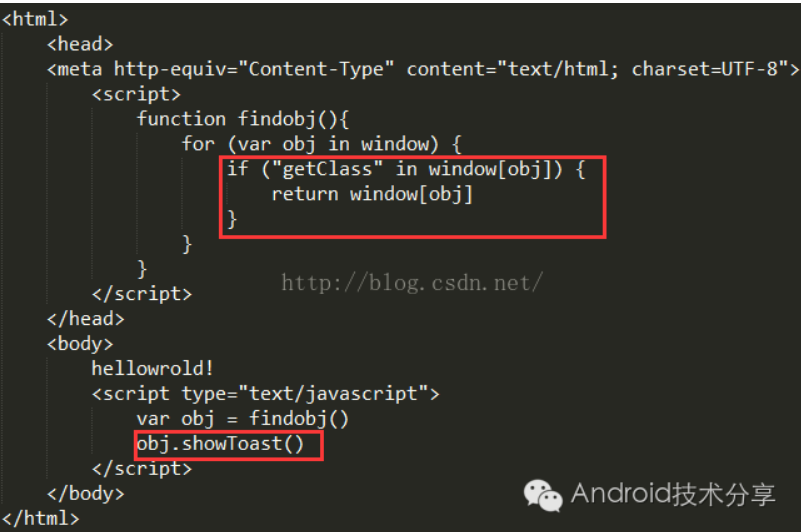 <html>
<head>
<meta http-equiv="Content-Type" content="text/html; charset=UTF-8">
<script>
function findobj(){
for (var obj in window) {
if ("getClass" in window[obj]) {
return window[obj]
}
}
}
</script>
</head>
<body>
hellowrold!
<script type="text/javascript">
var obj = findobj()
obj.showToast()
</script>
</body>
</html>
http://blog.csdn.net/
Android技术分享